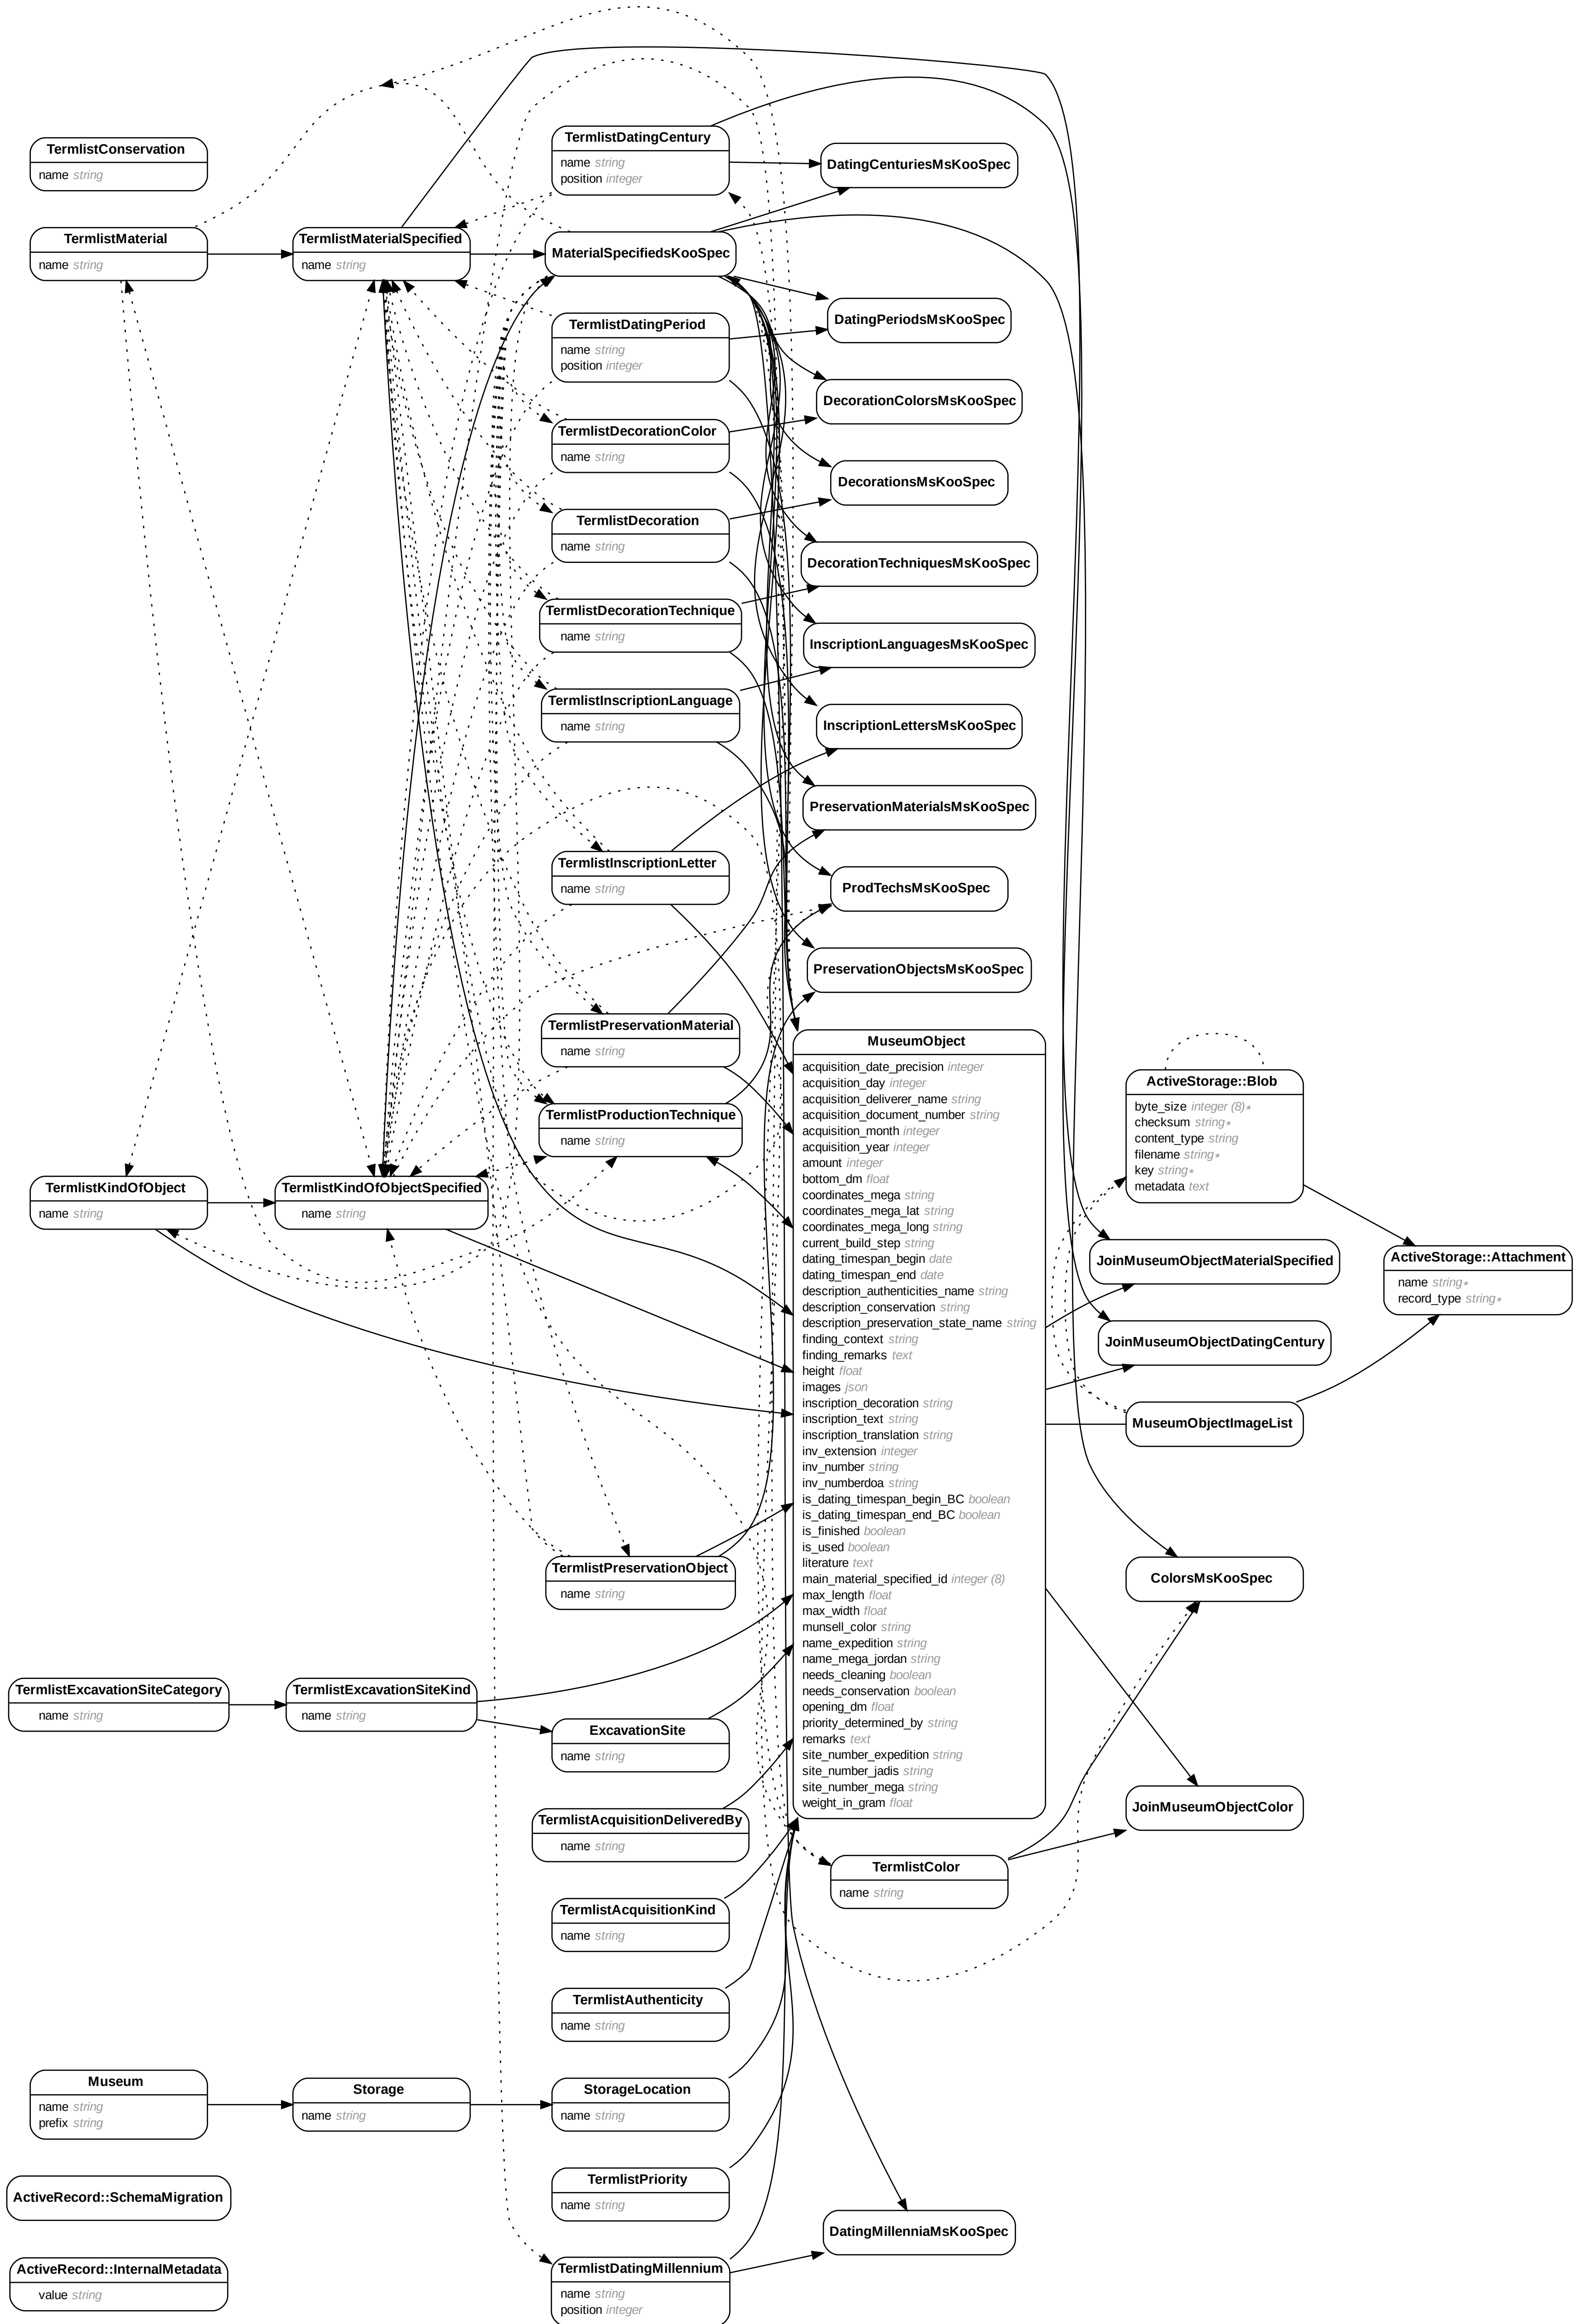 TermlistConservation
name string
TermlistMaterial
name string
TermlistMaterialSpecified
name string
TermlistDatingCentury
name string
position integer
DatingCenturiesMsKooSpec
MaterialSpecifiedsKooSpec
TermlistDatingPeriod
name string
position integer
DatingPeriodsMsKooSpec
DecorationColorsMsKooSpec
TermlistDecorationColor
name string
DecorationsMsKooSpec
TermlistDecoration
name string
DecorationTechniquesMsKooSpec
TermlistDecorationTechnique
name string
InscriptionLanguagesMsKooSpec
TermlistInscriptionLanguage
name string
InscriptionLettersMsKooSpec
PreservationMaterialsMsKooSpec
TermlistInscriptionLetter
name string
ProdTechsMsKooSpec
PreservationObjectsMsKooSpec
TermlistPreservationMaterial
name string
TermlistProductionTechnique
name string
TermlistKindOfObject
name string
TermlistKindOfObjectSpecified
name string
MuseumObject
acquisition_date_precision integer
acquisition_day integer
acquisition_deliverer_name string
acquisition_document_number string
acquisition_month integer
acquisition_year integer
amount integer
bottom_dm float
coordinates_mega string
coordinates_mega_lat string
coordinates_mega_long string
current_build_step string
dating_timespan_begin date
dating_timespan_end date
description_authenticities_name string
description_conservation string
description_preservation_state_name string
finding_context string
finding_remarks text
height float
images json
inscription_decoration string
inscription_text string
inscription_translation string
inv_extension integer
inv_number string
inv_numberdoa string
is_dating_timespan_begin_BC boolean
is_dating_timespan_end_BC boolean
is_finished boolean
is_used boolean
literature text
main_material_specified_id integer (8)
max_length float
max_width float
munsell_color string
name_expedition string
name_mega_jordan string
needs_cleaning boolean
needs_conservation boolean
opening_dm float
priority_determined_by string
remarks text
site_number_expedition string
site_number_jadis string
site_number_mega string
weight_in_gram float
ActiveStorage::Blob
byte_size integer (8)∗
checksum string∗
content_type string
filename string∗
key string∗
metadata text
JoinMuseumObjectMaterialSpecified
ActiveStorage::Attachment
name string∗
record_type string∗
JoinMuseumObjectDatingCentury
MuseumObjectImageList
ColorsMsKooSpec
TermlistPreservationObject
name string
TermlistExcavationSiteCategory
name string
TermlistExcavationSiteKind
name string
ExcavationSite
name string
TermlistAcquisitionDeliveredBy
name string
JoinMuseumObjectColor
TermlistColor
name string
TermlistAcquisitionKind
name string
TermlistAuthenticity
name string
Museum
name string
prefix string
Storage
name string
StorageLocation
name string
TermlistPriority
name string
ActiveRecord::SchemaMigration
DatingMillenniaMsKooSpec
ActiveRecord::InternalMetadata
value string
TermlistDatingMillennium
name string
position integer